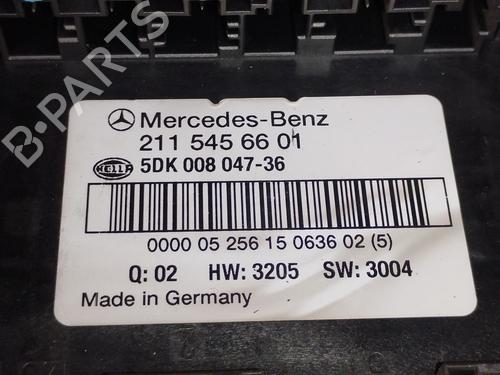 Mercedes-Benz
211 545 66 01
HELLA 5DK 008 047-36
0000 05 256 15 0636 02 (5)
Q: 02 HW: 3205 SW: 3004
Made in Germany
B-PARTS